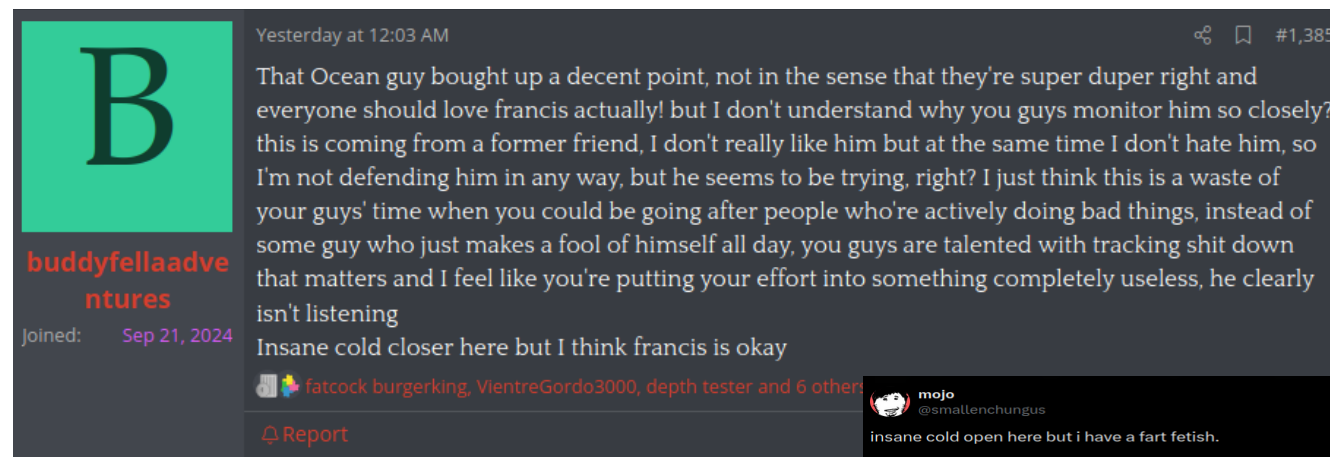 B
buddyfellaadve
ntures
Joined: Sep 21, 2024
Yesterday at 12:03 AM
#1,385
That Ocean guy bought up a decent point, not in the sense that they're super duper right and
everyone should love francis actually! but I don't understand why you guys monitor him so closely?
this is coming from a former friend, I don't really like him but at the same time I don't hate him, so
I'm not defending him in any way, but he seems to be trying, right? I just think this is a waste of
your guys' time when you could be going after people who're actively doing bad things, instead of
some guy who just makes a fool of himself all day, you guys are talented with tracking shit down
that matters and I feel like you're putting your effort into something completely useless, he clearly
isn't listening
Insane cold closer here but I think francis is okay
fatcock burgerking, VientreGordo3000, depth tester and 6 others
Report
mojo
@smallenchungus
insane cold open here but i have a fart fetish.